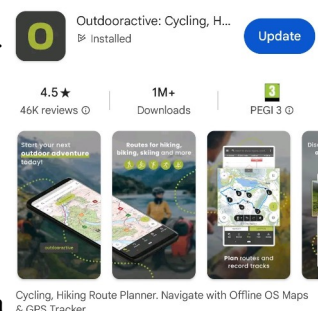 Outdooractive: Cycling, H...
Installed
Update
4.5★
46K reviews
1M+
Downloads
3
PEGI 3
Start your next
outdoor adventure
today!
outdooractive
Routes for hiking,
biking, skiing and more
Plan routes and
record tracks
Cycling, Hiking Route Planner. Navigate with Offline OS Maps
& GPS Tracker